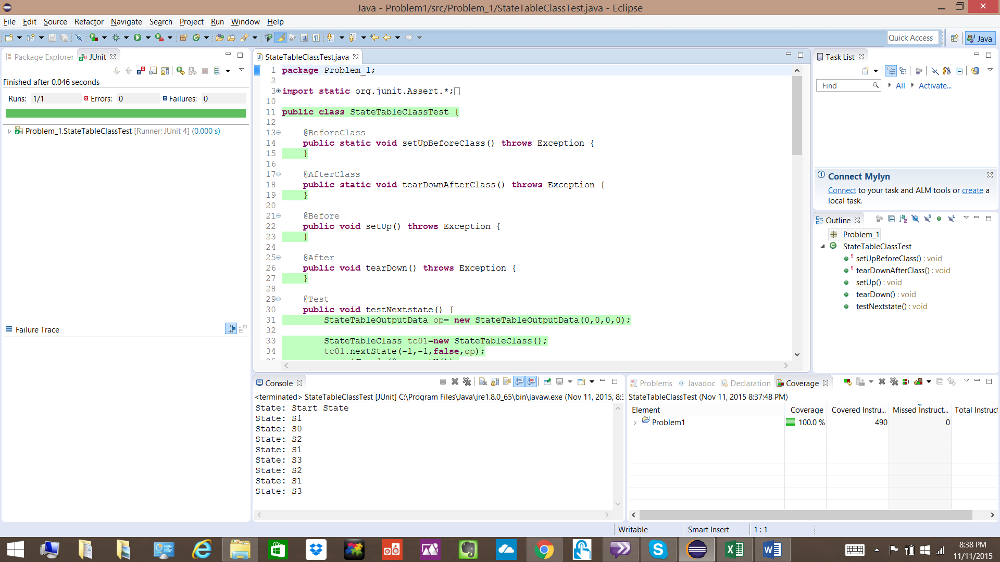 Java - Problem1/src/Problem_1/StateTableClassTest.java - Eclipse
File Edit Source Refactor Navigate Search Project Run Window Help
Quick Access Java
Package Explorer JUnit
Finished after 0.046 seconds
Runs: 1/1 Errors: 0 Failures: 0
Problem_1.StateTableClassTest [Runner: JUnit 4] (0.000 s)
Failure Trace
StateTableClassTest.java
1 package Problem_1;
2
3 import static org.junit.Assert.*;
10
11 public class StateTableClassTest {
12
13 @BeforeClass
14 public static void setUpBeforeClass() throws Exception {
15 }
16
17 @AfterClass
18 public static void tearDownAfterClass() throws Exception {
19 }
20
21 @Before
22 public void setUp() throws Exception {
23 }
24
25 @After
26 public void tearDown() throws Exception {
27 }
28
29 @Test
30 public void testNextstate() {
31 StateTableOutputData op= new StateTableOutputData(0,0,0,0);
32
33 StateTableClass tc01=new StateTableClass();
34 tc01.nextState(-1,-1,false,op);
Task List
Find All Activate...
Connect Mylyn
Connect to your task and ALM tools or create a
local task.
Outline
Problem_1
StateTableClassTest
setUpBeforeClass() : void
tearDownAfterClass() : void
setUp() : void
tearDown() : void
testNextstate() : void
Console
<terminated> StateTableClassTest [JUnit] C:\Program Files\Java\jre1.8.0_65\bin\javaw.exe (Nov 11, 2015, 8:3
State: Start State
State: S1
State: S0
State: S2
State: S1
State: S3
State: S2
State: S1
State: S3
Problems Javadoc Declaration Coverage
StateTableClassTest (Nov 11, 2015 8:37:48 PM)
Element Coverage Covered Instru... Missed Instruct... Total Instruct
Problem1 100.0 % 490 0
Writable Smart Insert 1 : 1
8:38 PM
11/11/2015